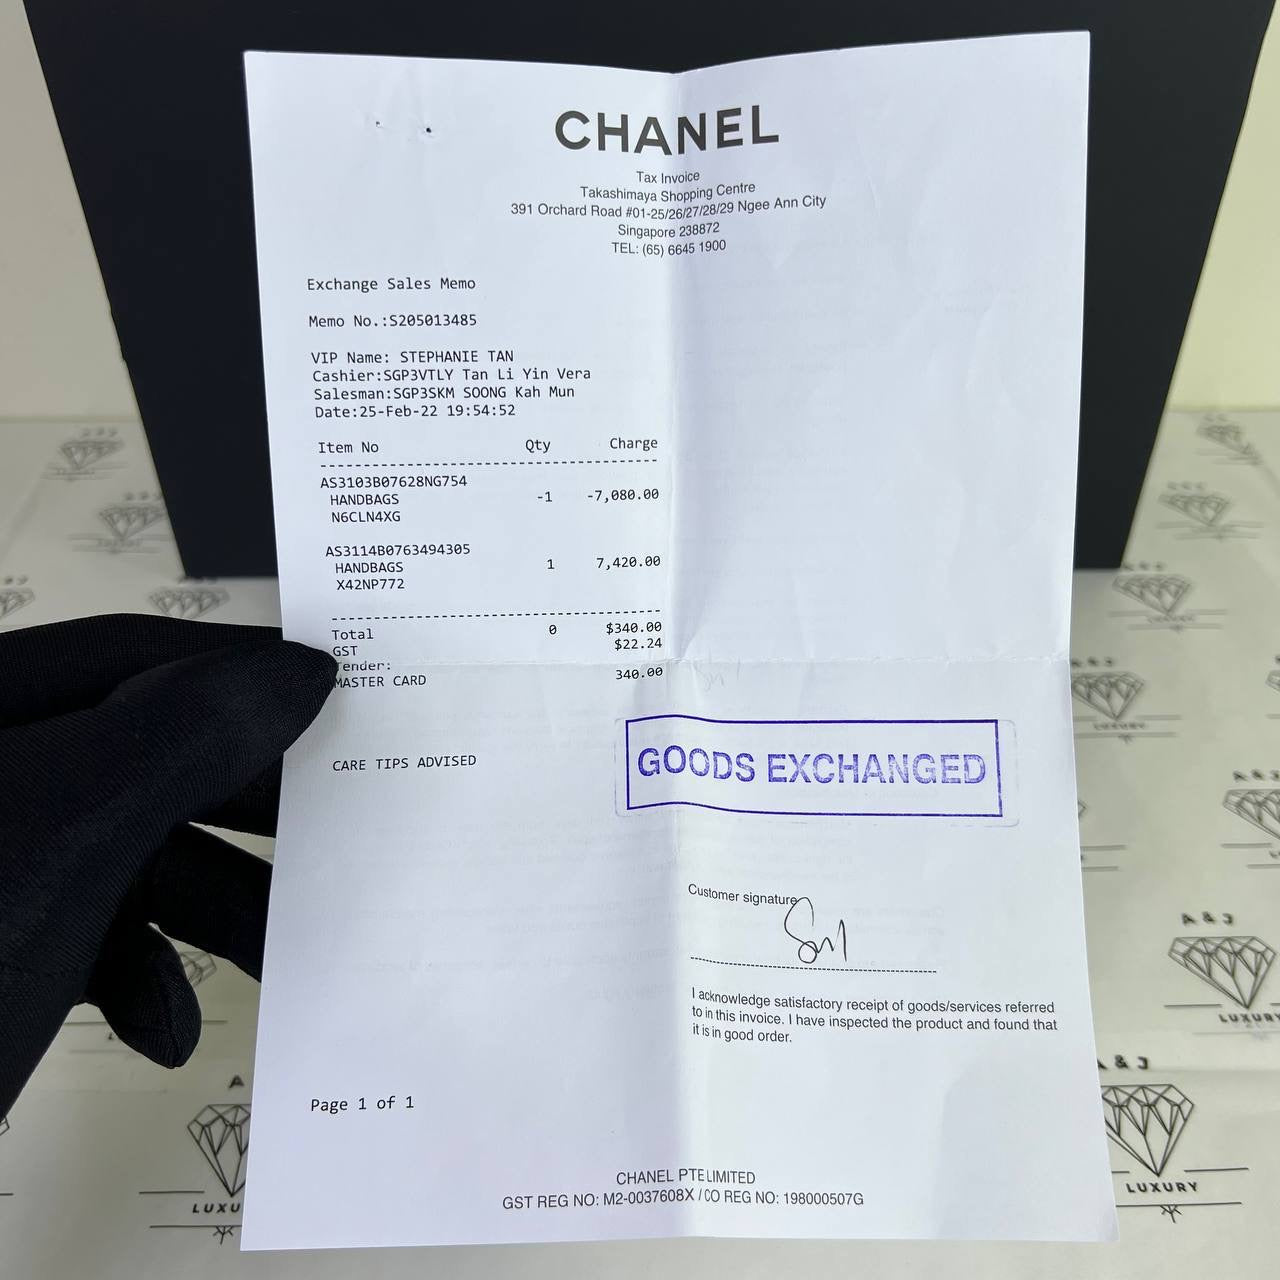 CHANEL
Tax Invoice
Takashimaya Shopping Centre
391 Orchard Road #01-25/26/27/28/29 Ngee Ann City
Singapore 238872
TEL: (65) 6645 1900
Exchange Sales Memo
Memo No.:S205013485
VIP Name: STEPHANIE TAN
Cashier:SGP3VTLY Tan Li Yin Vera
Salesman:SGP3SKM SOONG Kah Mun
Date:25-Feb-22 19:54:52
Item No Qty Charge
AS3103B07628NG754
HANDBAGS -1 -7,080.00
N6CLN4XG
AS3114B0763494305
HANDBAGS 1 7,420.00
X42NP772
Total 0 $340.00
GST $22.24
Tender:
MASTER CARD 340.00
CARE TIPS ADVISED
GOODS EXCHANGED
Customer signature
I acknowledge satisfactory receipt of goods/services referred
to in this invoice. I have inspected the product and found that
it is in good order.
Page 1 of 1
CHANEL PTE LIMITED
GST REG NO: M2-0037608X / CO REG NO: 198000507G
A & J
LUXURY
A & J
LUXURY
A & J
LUXURY